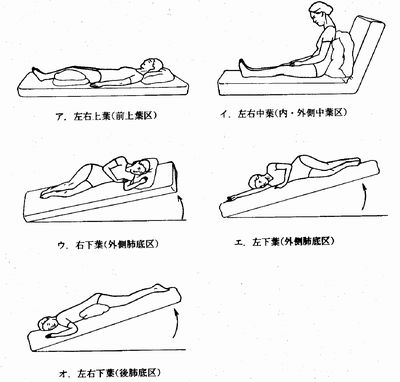 ア. 左右上葉(前上葉区)
イ. 左右中葉(内・外側中葉区)
ウ. 右下葉(外側肺底区)
エ. 左下葉(外側肺底区)
オ. 左右下葉(後肺底区)